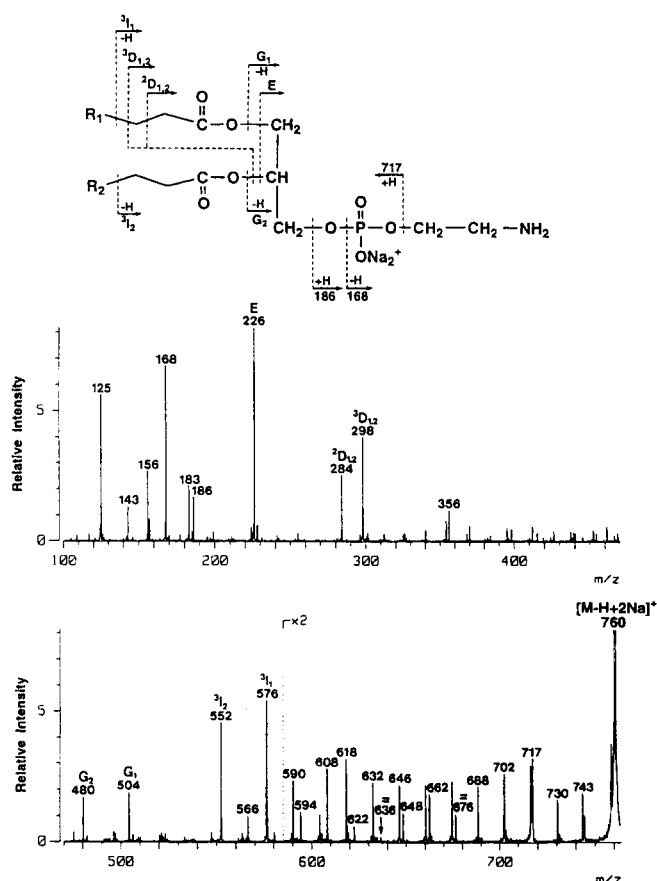 ³I₁
-H
³D₁,₂
²D₁,₂
G₁
-H
E
R₁
O
C
O
CH₂
R₂
C
O
O
CH
-H
³I₂
-H
G₂
717
+H
O
CH₂
O
P
O
CH₂
CH₂
NH₂
ONa₂⁺
+H
186
-H
168
Relative Intensity
5
0
125
143
156
168
183
186
E
226
²D₁,₂
284
³D₁,₂
298
356
100
200
300
400
m/z
Relative Intensity
5
0
G₂
480
G₁
504
³I₂
552
566
³I₁
576
×2
590
594
608
618
622
632
=
636
646
648
662
=
676
688
702
717
730
743
[M-H+2Na]⁺
760
500
600
700
m/z